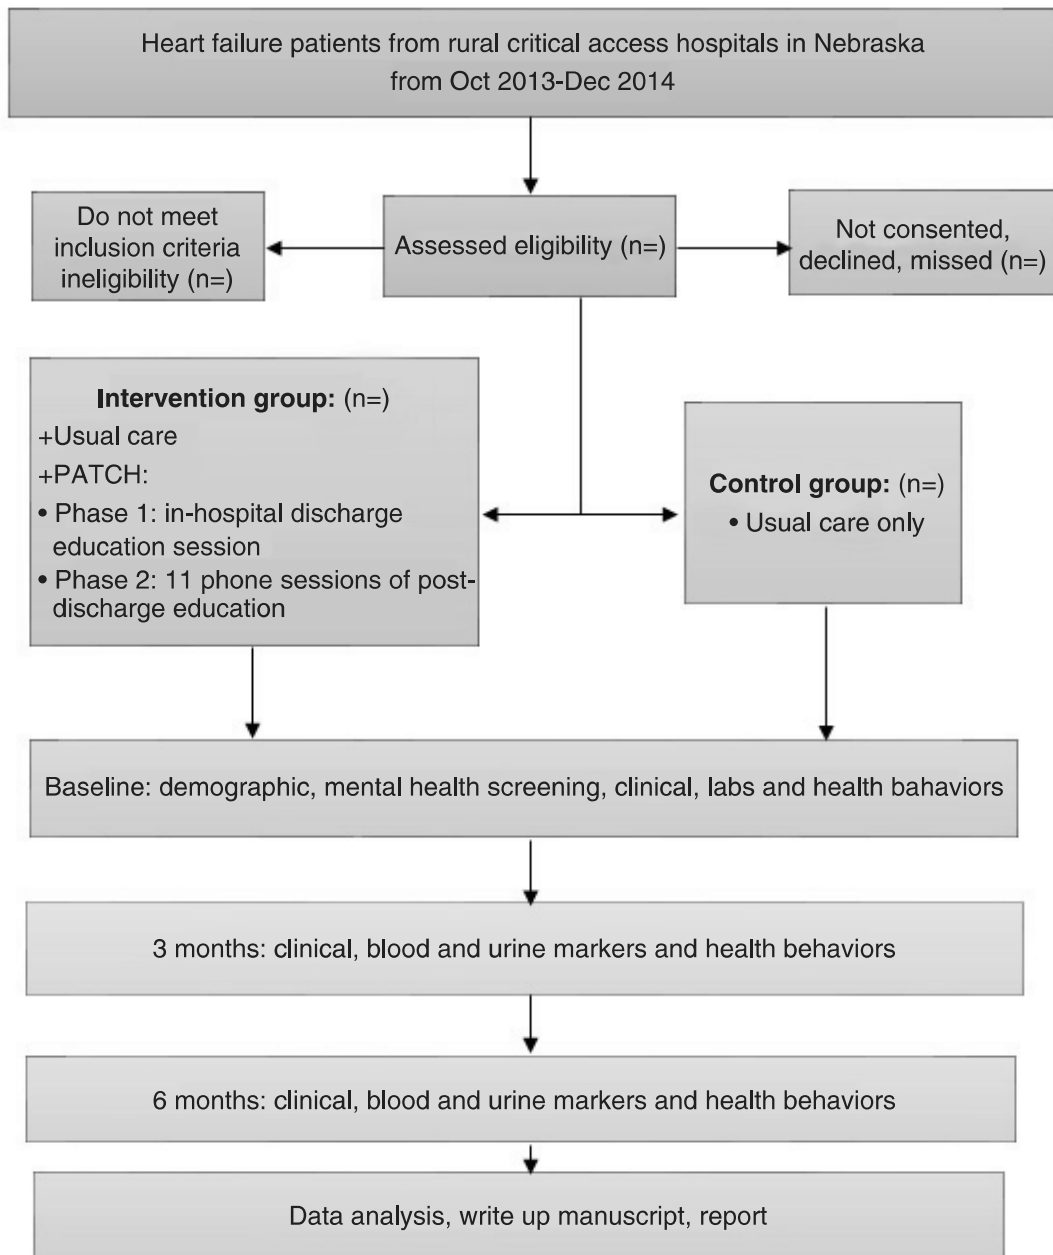 Heart failure patients from rural critical access hospitals in Nebraska
from Oct 2013-Dec 2014
Do not meet
inclusion criteria
ineligibility (n=)
Assessed eligibility (n=)
Not consented,
declined, missed (n=)
Intervention group: (n=)
+Usual care
+PATCH:
• Phase 1: in-hospital discharge
education session
• Phase 2: 11 phone sessions of post-
discharge education
Control group: (n=)
• Usual care only
Baseline: demographic, mental health screening, clinical, labs and health bahaviors
3 months: clinical, blood and urine markers and health behaviors
6 months: clinical, blood and urine markers and health behaviors
Data analysis, write up manuscript, report